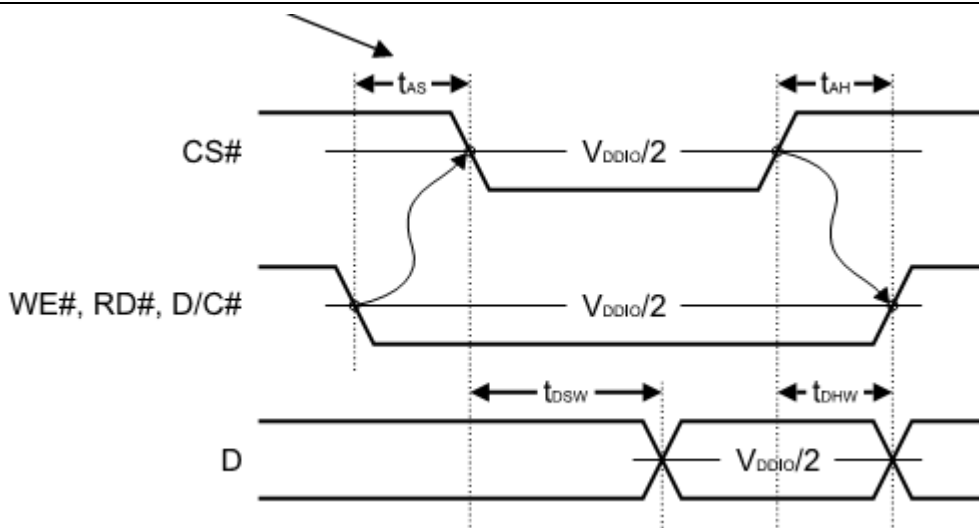 tAS
tAH
CS#
VDDIO/2
WE#, RD#, D/C#
VDDIO/2
tDSW
tDHW
D
VDDIO/2